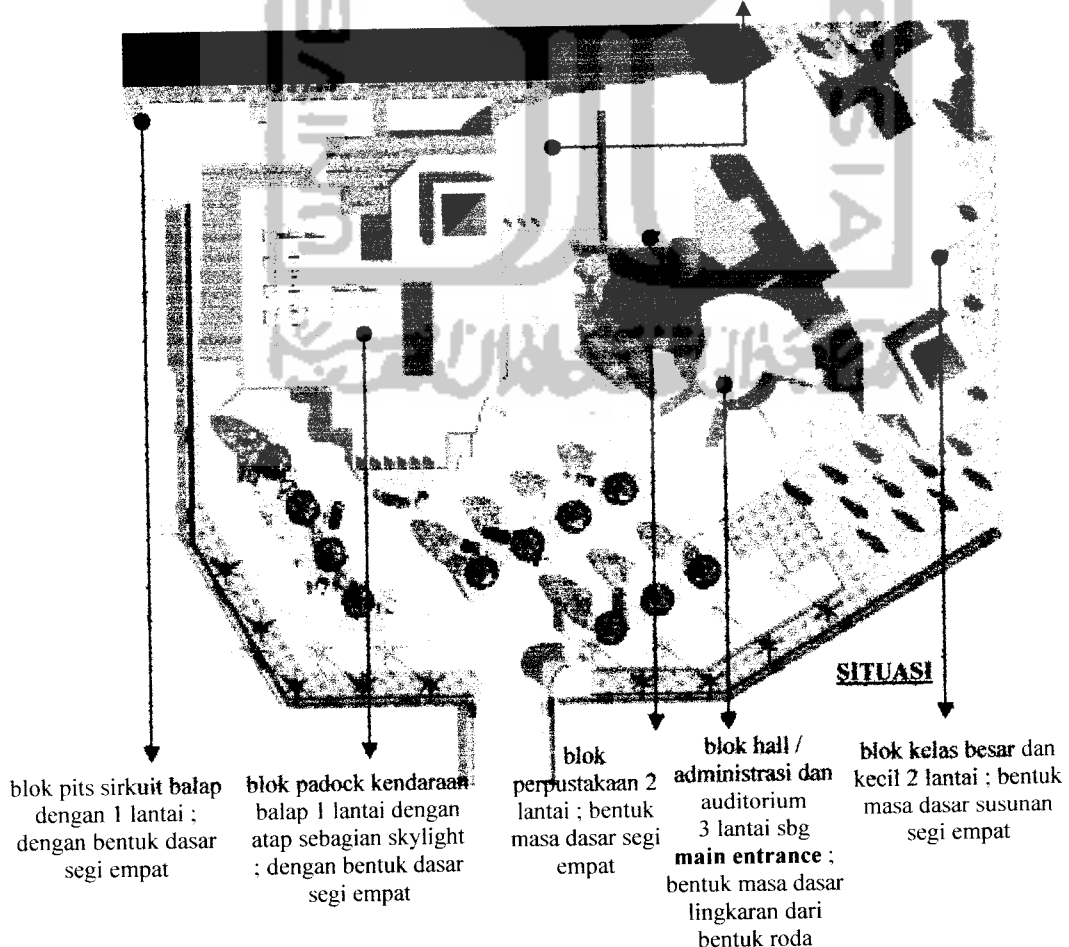 SITUASI
blok pits sirkuit balap
dengan 1 lantai ;
dengan bentuk dasar
segi empat
blok padock kendaraan
balap 1 lantai dengan
atap sebagian skylight
; dengan bentuk dasar
segi empat
blok
perpustakaan 2
lantai ; bentuk
masa dasar segi
empat
blok hall /
administrasi dan
auditorium
3 lantai sbg
main entrance ;
bentuk masa dasar
lingkaran dari
bentuk roda
blok kelas besar dan
kecil 2 lantai ; bentuk
masa dasar susunan
segi empat